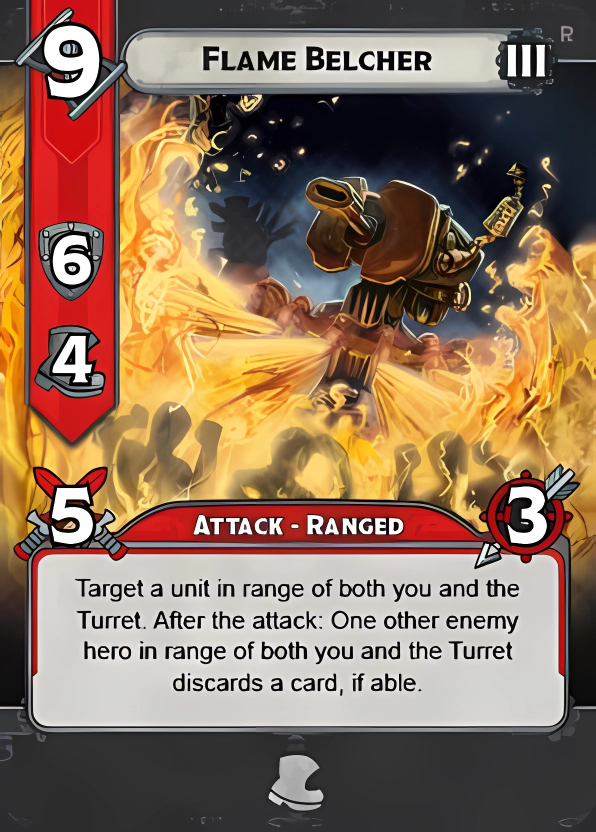 9
FLAME BELCHER
III
R
6
4
5
ATTACK - RANGED
3
Target a unit in range of both you and the
Turret. After the attack: One other enemy
hero in range of both you and the Turret
discards a card, if able.